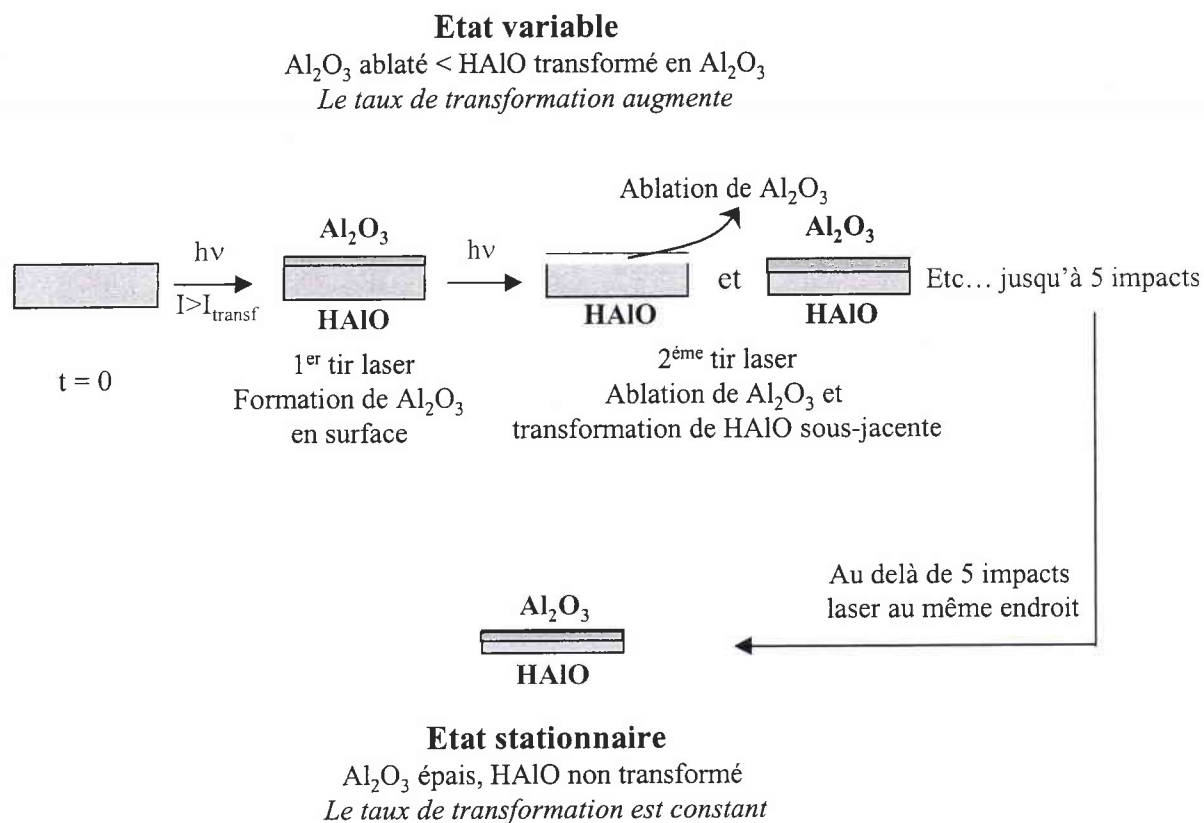 Etat variable
Al₂O₃ ablaté < HAlO transformé en Al₂O₃
Le taux de transformation augmente
Ablation de Al₂O₃
Al₂O₃
hν
I>I_transf
Al₂O₃
HAlO
hν
HAlO
et
HAlO
Etc... jusqu'à 5 impacts
t = 0
1er tir laser
Formation de Al₂O₃
en surface
2éme tir laser
Ablation de Al₂O₃ et
transformation de HAlO sous-jacente
Au delà de 5 impacts
laser au même endroit
Al₂O₃
HAlO
Etat stationnaire
Al₂O₃ épais, HAlO non transformé
Le taux de transformation est constant